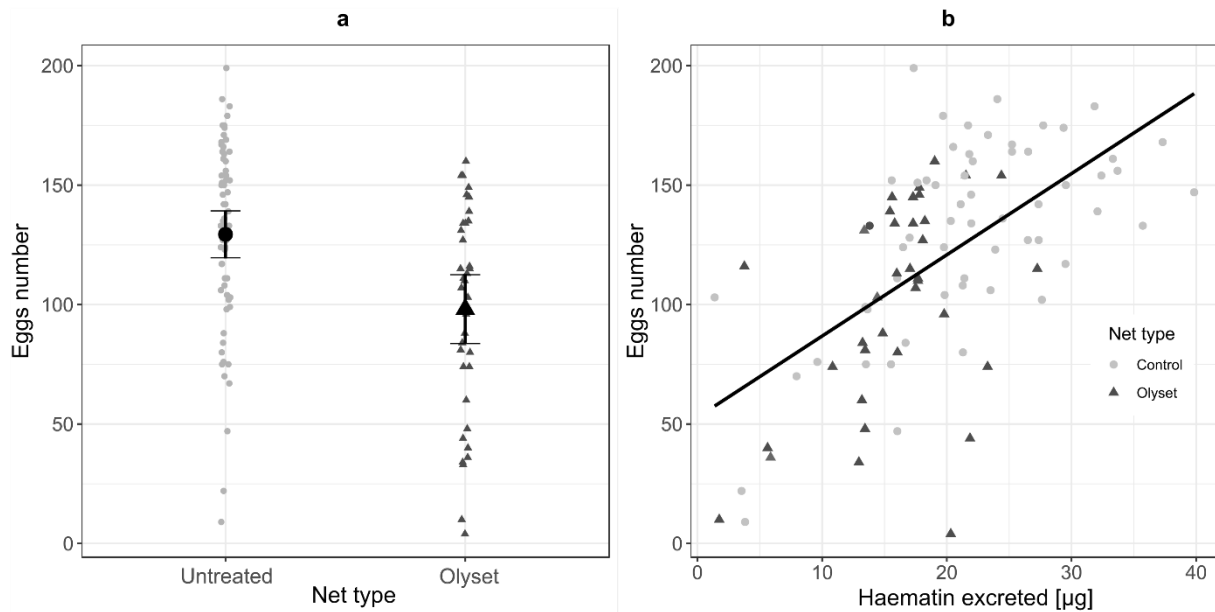 a
Eggs number
200
150
100
50
0
Untreated
Olyset
Net type
b
Eggs number
200
150
100
50
0
Net type
Control
Olyset
0
10
20
30
40
Haematin excreted [µg]